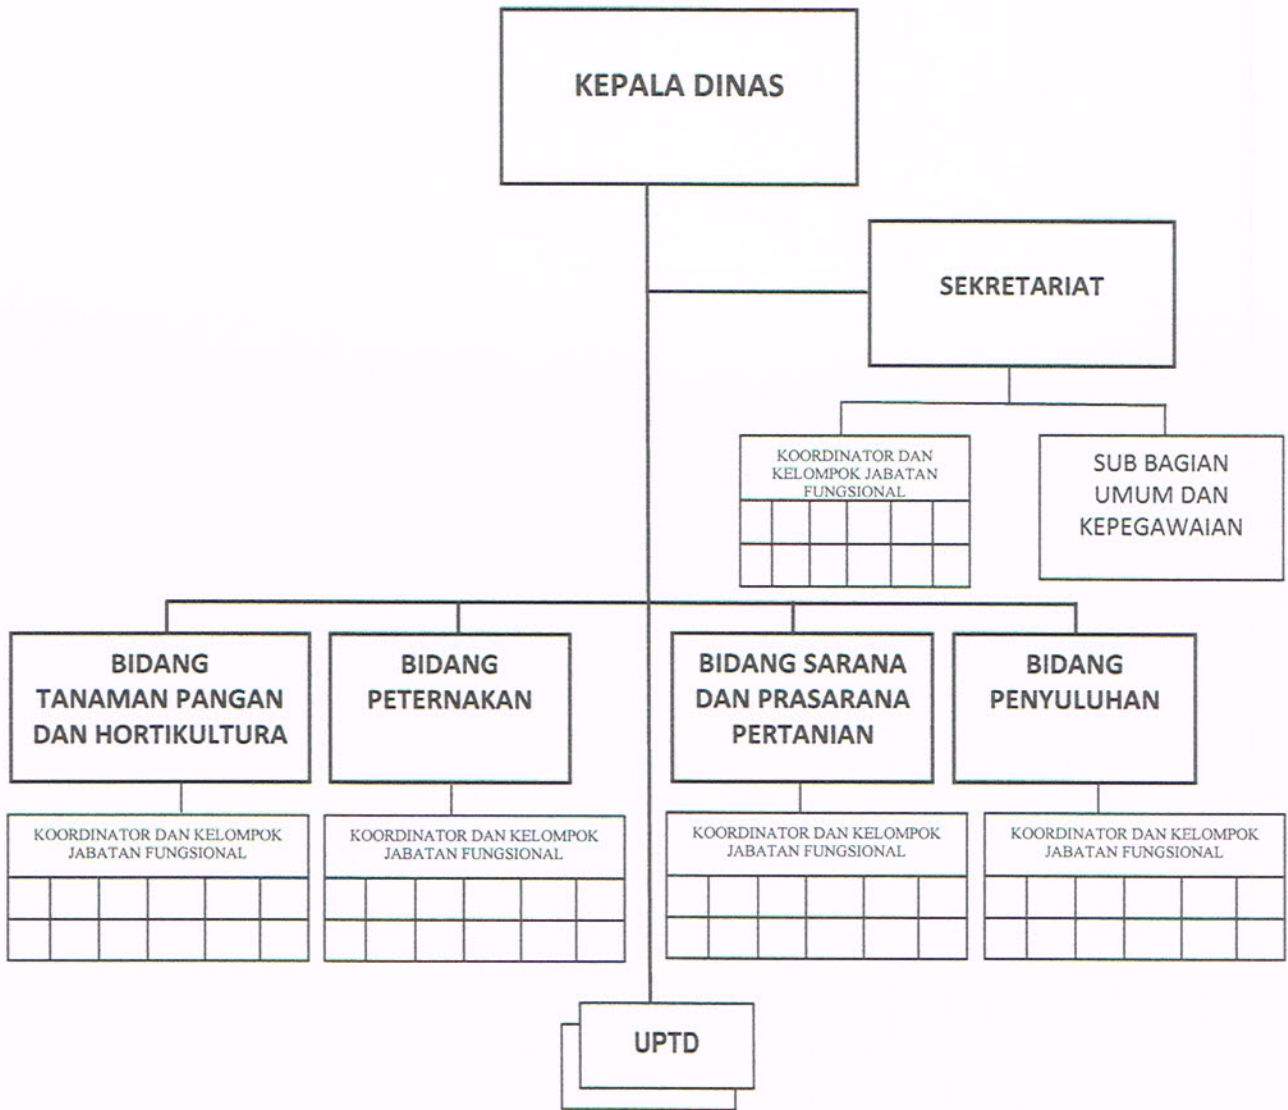 KEPALA DINAS
SEKRETARIAT
KOORDINATOR DAN
KELOMPOK JABATAN
FUNGSIONAL
SUB BAGIAN
UMUM DAN
KEPEGAWAIAN
BIDANG
TANAMAN PANGAN
DAN HORTIKULTURA
BIDANG
PETERNAKAN
BIDANG SARANA
DAN PRASARANA
PERTANIAN
BIDANG
PENYULUHAN
KOORDINATOR DAN KELOMPOK
JABATAN FUNGSIONAL
KOORDINATOR DAN KELOMPOK
JABATAN FUNGSIONAL
KOORDINATOR DAN KELOMPOK
JABATAN FUNGSIONAL
KOORDINATOR DAN KELOMPOK
JABATAN FUNGSIONAL
UPTD